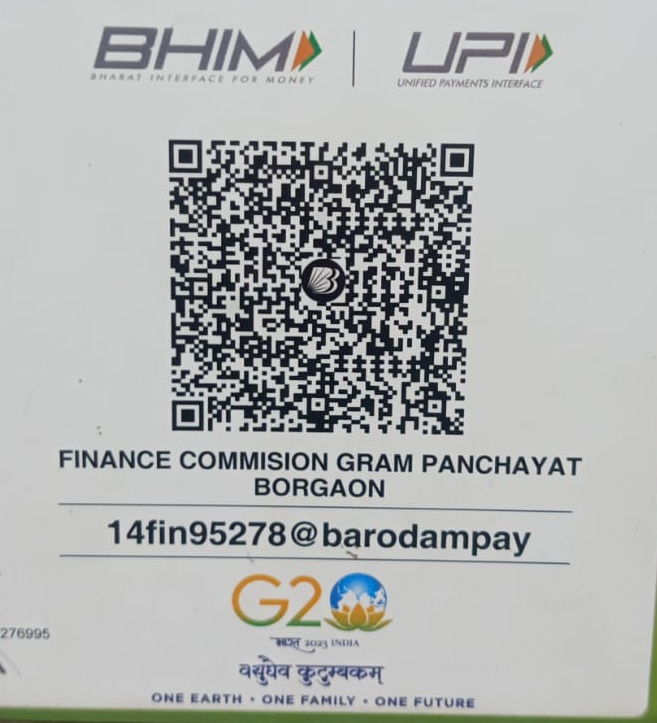 BHIM
BHARAT INTERFACE FOR MONEY
UPI
UNIFIED PAYMENTS INTERFACE
FINANCE COMMISION GRAM PANCHAYAT
BORGAON
14fin95278@barodampay
G20
भारत 2023 INDIA
276995
वसुधैव कुटुम्बकम्
ONE EARTH • ONE FAMILY • ONE FUTURE